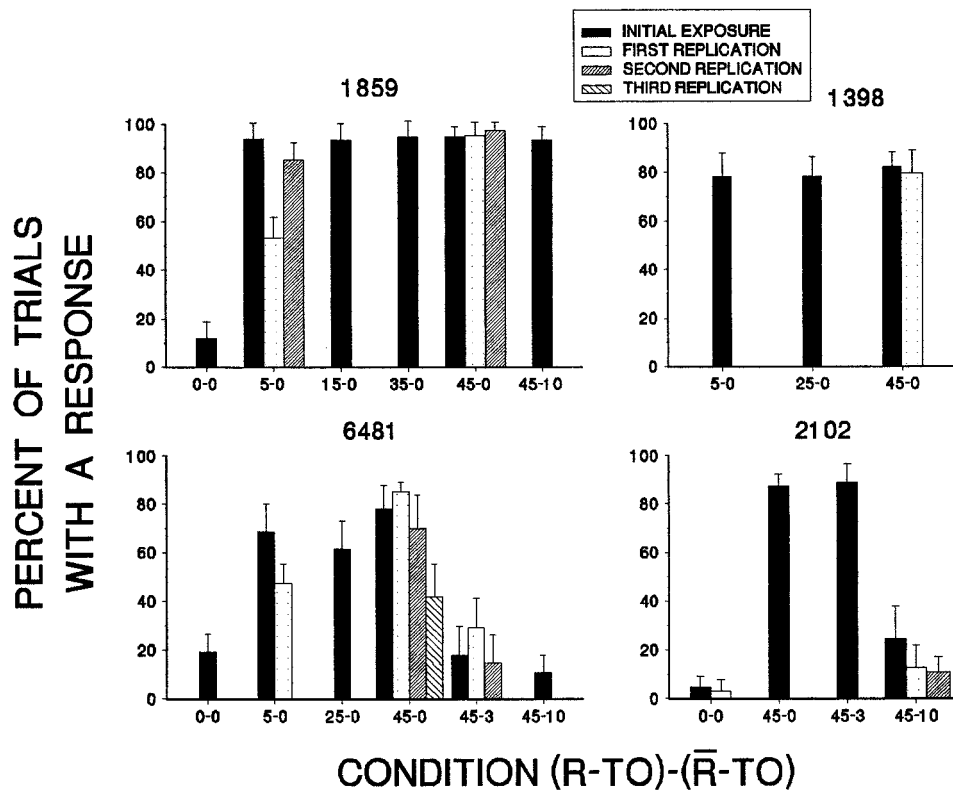 INITIAL EXPOSURE
FIRST REPLICATION
SECOND REPLICATION
THIRD REPLICATION
1859
1398
PERCENT OF TRIALS
WITH A RESPONSE
100
80
60
40
20
0
0-0 5-0 15-0 35-0 45-0 45-10
100
80
60
40
20
0
5-0 25-0 45-0
6481
2102
100
80
60
40
20
0
0-0 5-0 25-0 45-0 45-3 45-10
100
80
60
40
20
0
0-0 45-0 45-3 45-10
CONDITION (R-TO)-(R̅-TO)